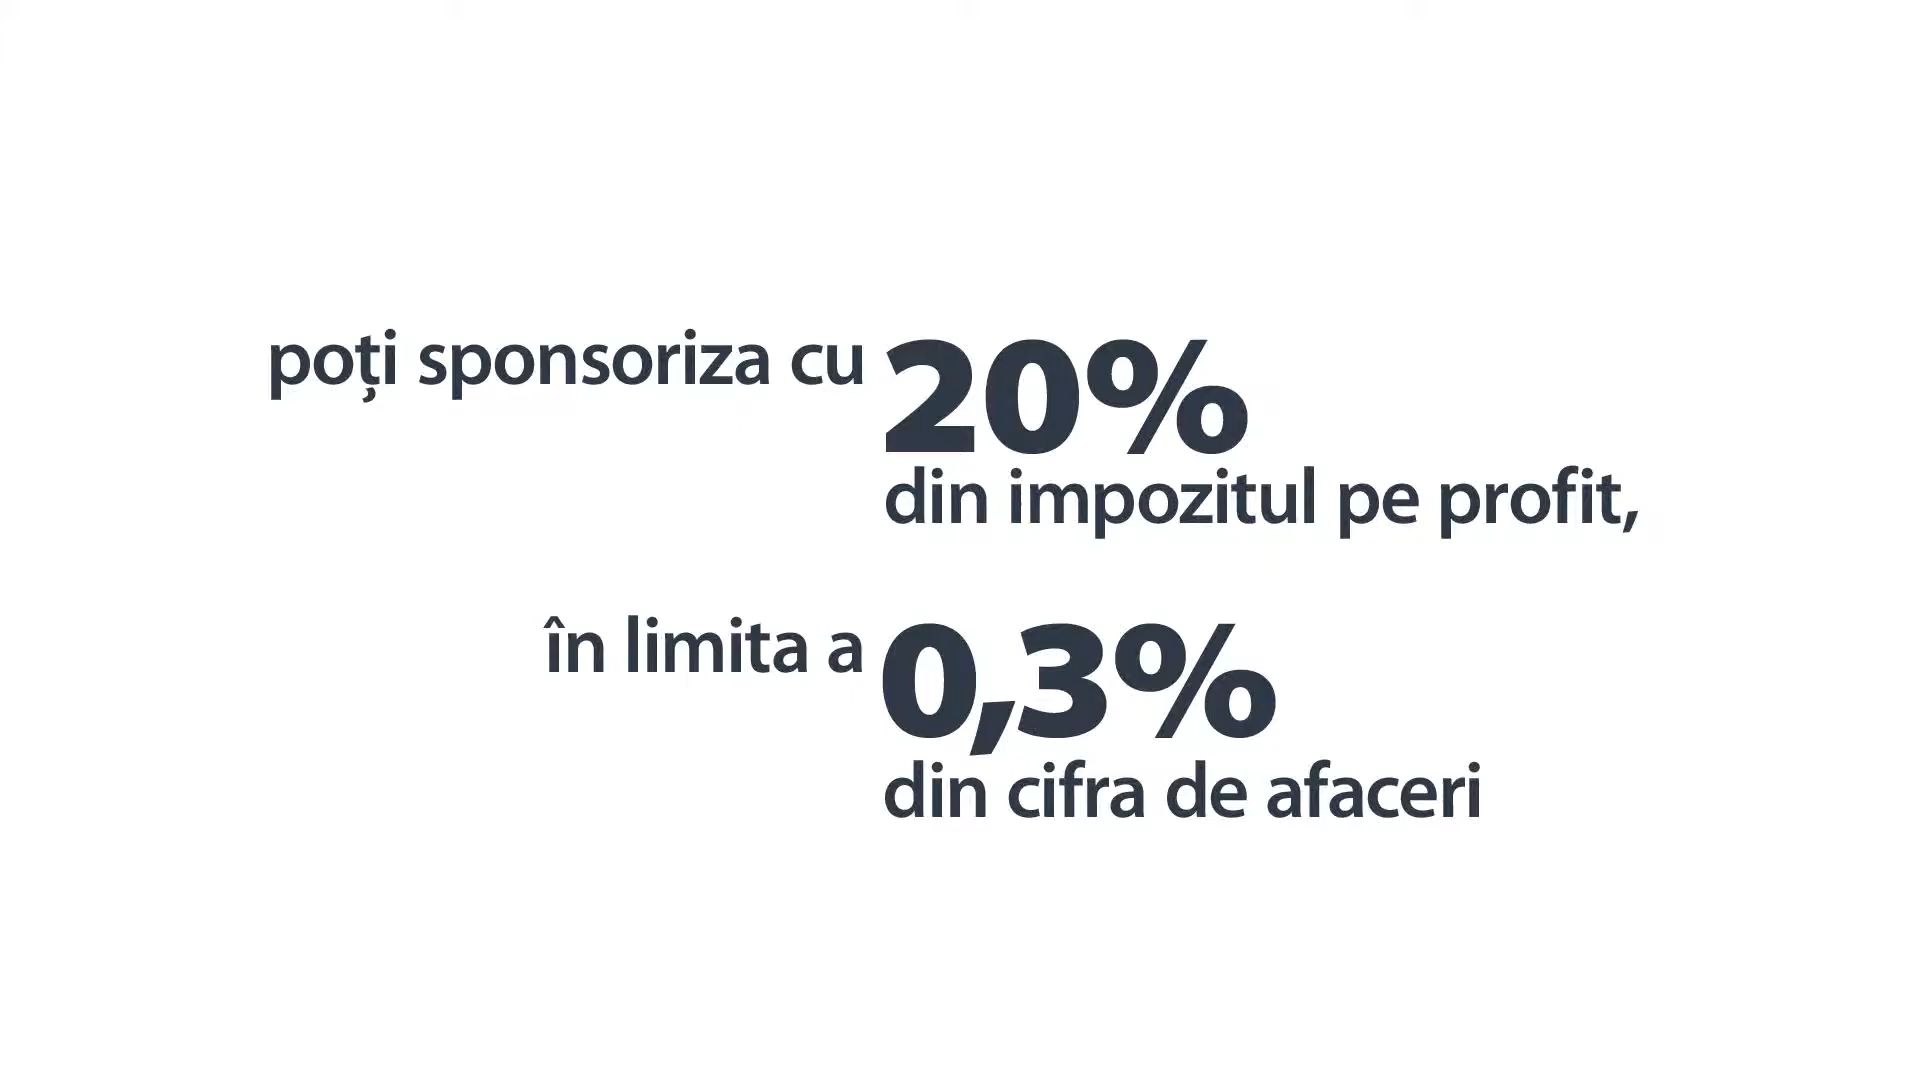 poți sponsoriza cu 20%
din impozitul pe profit,
în limita a 0,3%
din cifra de afaceri